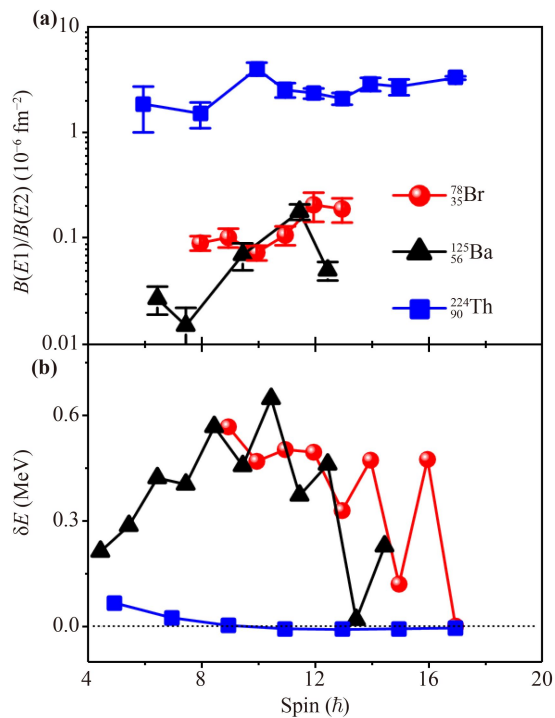 (a)
10
1
0.1
0.01
B(E1)/B(E2) (10⁻⁶ fm⁻²)
⁷⁸₃₅Br
¹²⁵₅₆Ba
²²⁴₉₀Th
(b)
0.6
0.3
0.0
δE (MeV)
4 8 12 16 20
Spin (ℏ)